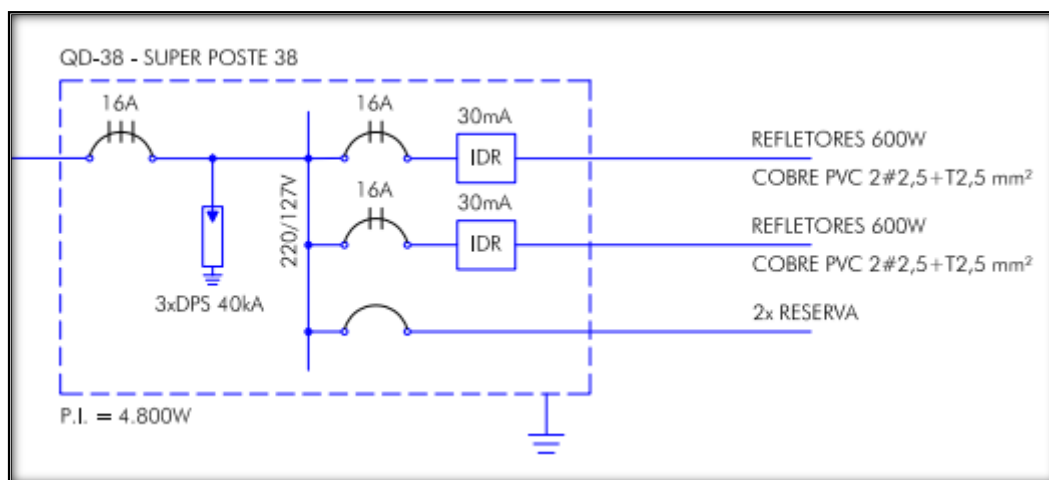 QD-38 - SUPER POSTE 38
16A
16A
30mA
IDR
REFLETORES 600W
COBRE PVC 2#2,5+T2,5 mm²
16A
30mA
IDR
REFLETORES 600W
COBRE PVC 2#2,5+T2,5 mm²
220/127V
3xDPS 40kA
2x RESERVA
P.I. = 4.800W